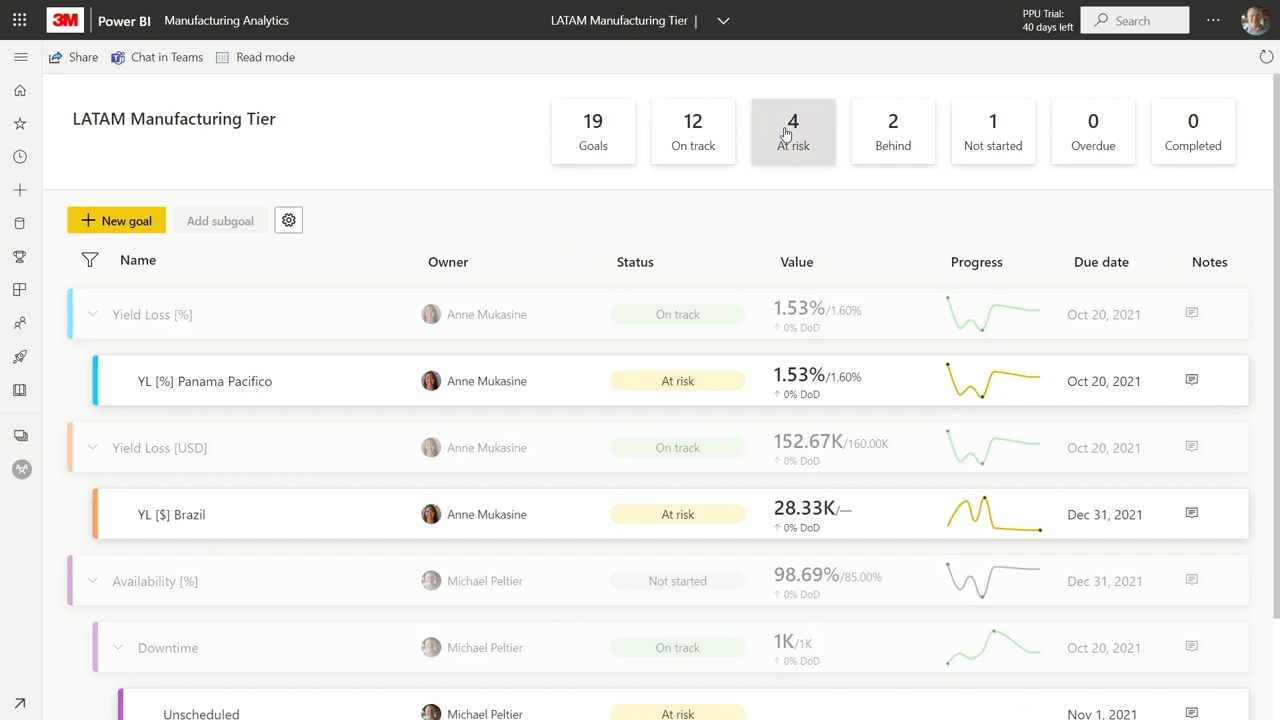 3M Power BI Manufacturing Analytics LATAM Manufacturing Tier | PPU Trial: Search
40 days left
Share Chat in Teams Read mode
LATAM Manufacturing Tier
19 12 4 2 1 0 0
Goals On track At risk Behind Not started Overdue Completed
New goal Add subgoal
Name Owner Status Value Progress Due date Notes
Yield Loss [%] Anne Mukasine On track 1.53%/1.60% Oct 20, 2021
↑ 0% DoD
YL [%] Panama Pacifico Anne Mukasine At risk 1.53%/1.60% Oct 20, 2021
↑ 0% DoD
Yield Loss [USD] Anne Mukasine On track 152.67K/160.00K Oct 20, 2021
↑ 0% DoD
YL [$] Brazil Anne Mukasine At risk 28.33K/— Dec 31, 2021
↑ 0% DoD
Availability [%] Michael Peltier Not started 98.69%/85.00% Dec 31, 2021
↑ 0% DoD
Downtime Michael Peltier On track 1K/1K Oct 20, 2021
↑ 0% DoD
Unscheduled Michael Peltier At risk Nov 1, 2021